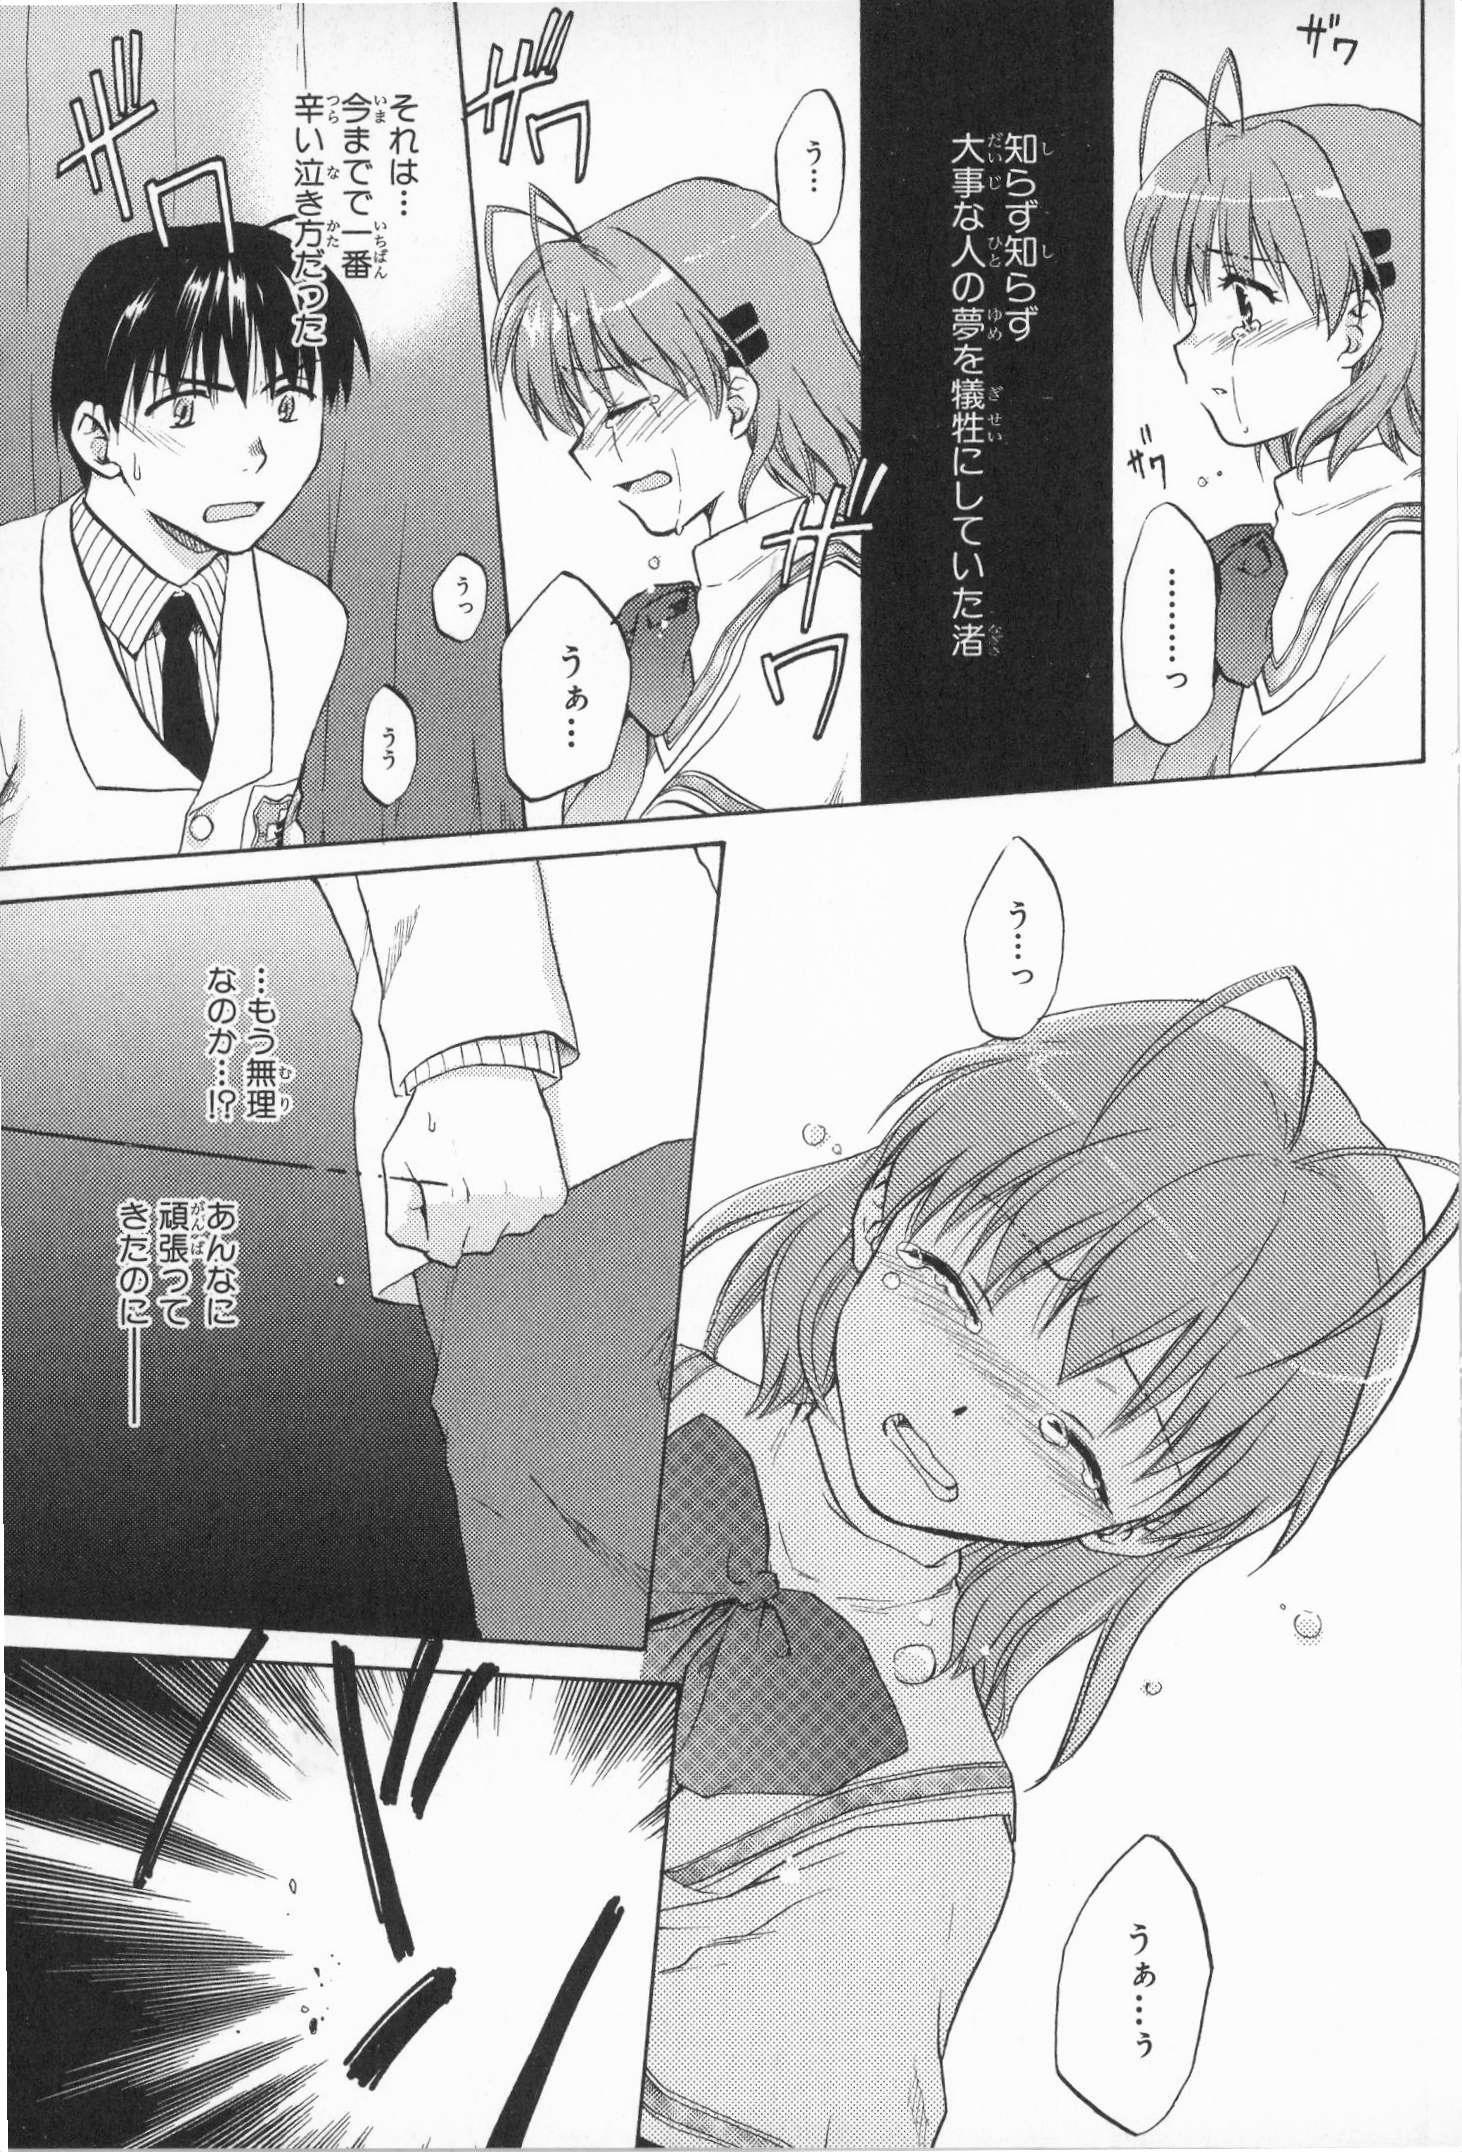 ザワ
ザワ
………っ
知らず知らず
大事な人の夢を犠牲にしていた渚
う…
ザワ
ザワ
うぁ…
それは…
今までで一番
辛い泣き方だった
ザワ
うっ
うう
う…っ
うぁ…う
…もう無理
なのか…!?
あんなに
頑張って
きたのに――